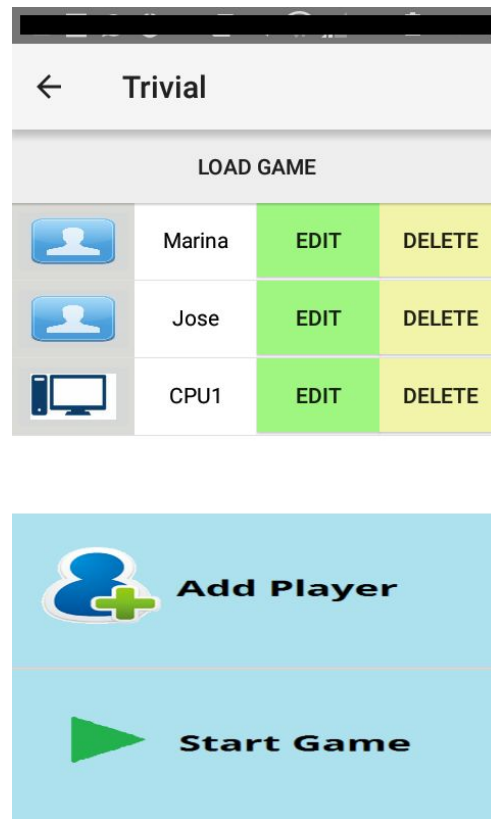 Trivial
LOAD GAME
Marina EDIT DELETE
Jose EDIT DELETE
CPU1 EDIT DELETE
Add Player
Start Game